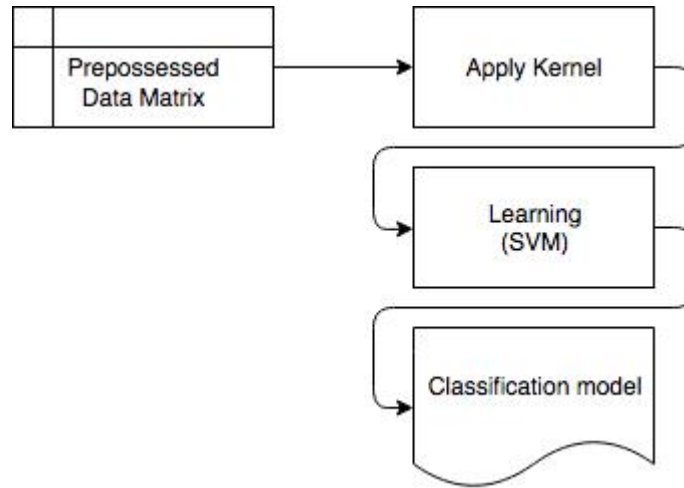 Prepossessed
Data Matrix
Apply Kernel
Learning
(SVM)
Classification model